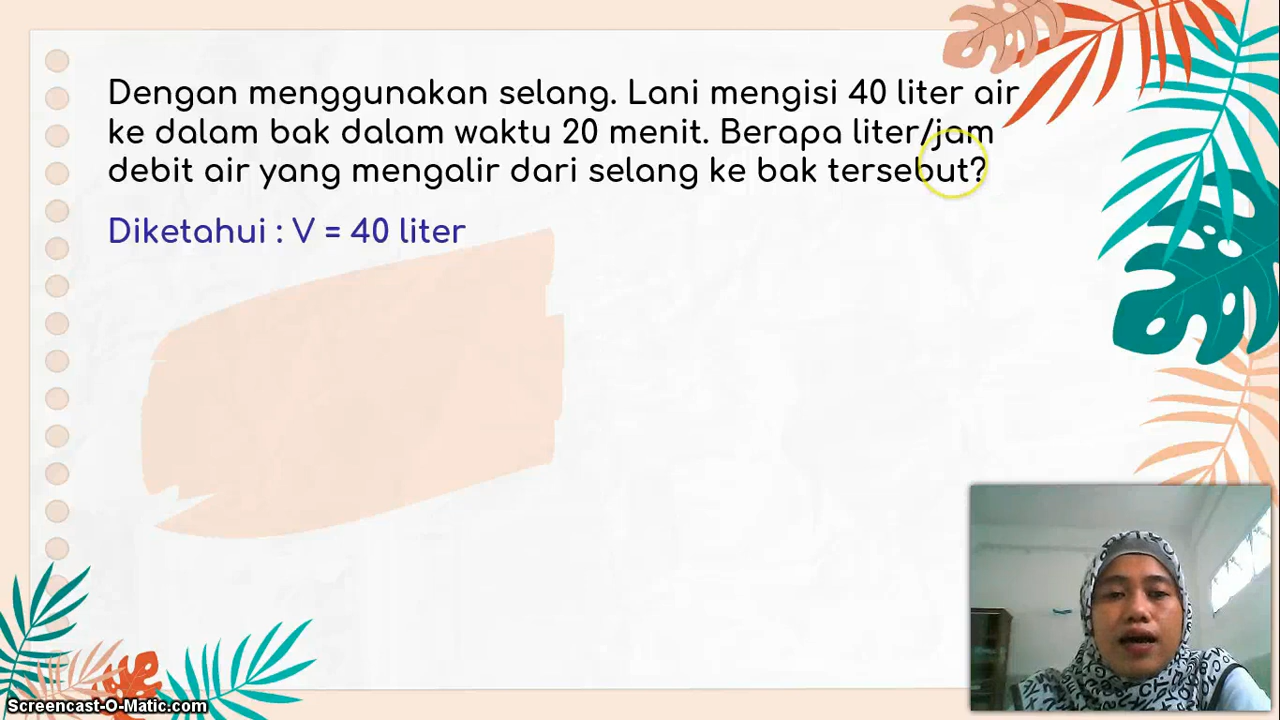 Dengan menggunakan selang. Lani mengisi 40 liter air
ke dalam bak dalam waktu 20 menit. Berapa liter/jam
debit air yang mengalir dari selang ke bak tersebut?
Diketahui : V = 40 liter
Screencast-O-Matic.com